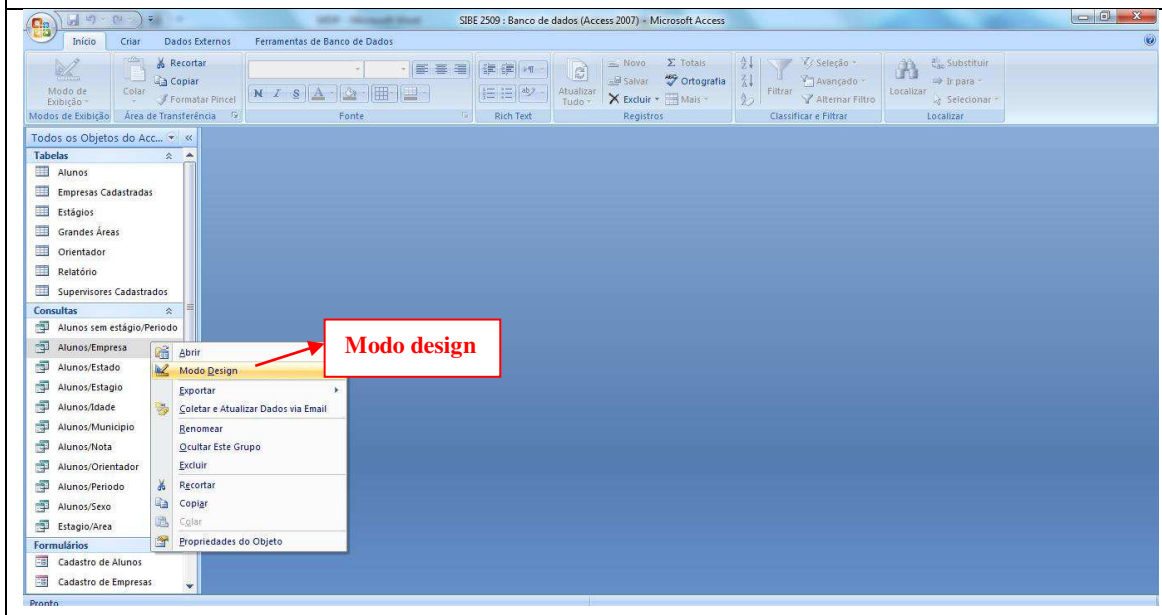 SIBE 2509 : Banco de dados (Access 2007) - Microsoft Access
Início Criar Dados Externos Ferramentas de Banco de Dados
Modo de Exibição
Modos de Exibição
Colar
Recortar
Copiar
Formatar Pincel
Área de Transferência
N I S
Fonte
Rich Text
Atualizar Tudo
Novo
Salvar
Excluir
Totais
Ortografia
Mais
Registros
Filtrar
Seleção
Avançado
Alternar Filtro
Classificar e Filtrar
Localizar
Substituir
Ir para
Selecionar
Localizar
Todos os Objetos do Acc...
Tabelas
Alunos
Empresas Cadastradas
Estágios
Grandes Áreas
Orientador
Relatório
Supervisores Cadastrados
Consultas
Alunos sem estágio/Periodo
Alunos/Empresa
Alunos/Estado
Alunos/Estagio
Alunos/Idade
Alunos/Municipio
Alunos/Nota
Alunos/Orientador
Alunos/Periodo
Alunos/Sexo
Estagio/Area
Formulários
Cadastro de Alunos
Cadastro de Empresas
Abrir
Modo Design
Exportar
Coletar e Atualizar Dados via Email
Renomear
Ocultar Este Grupo
Excluir
Recortar
Copiar
Colar
Propriedades do Objeto
Modo design
Pronto